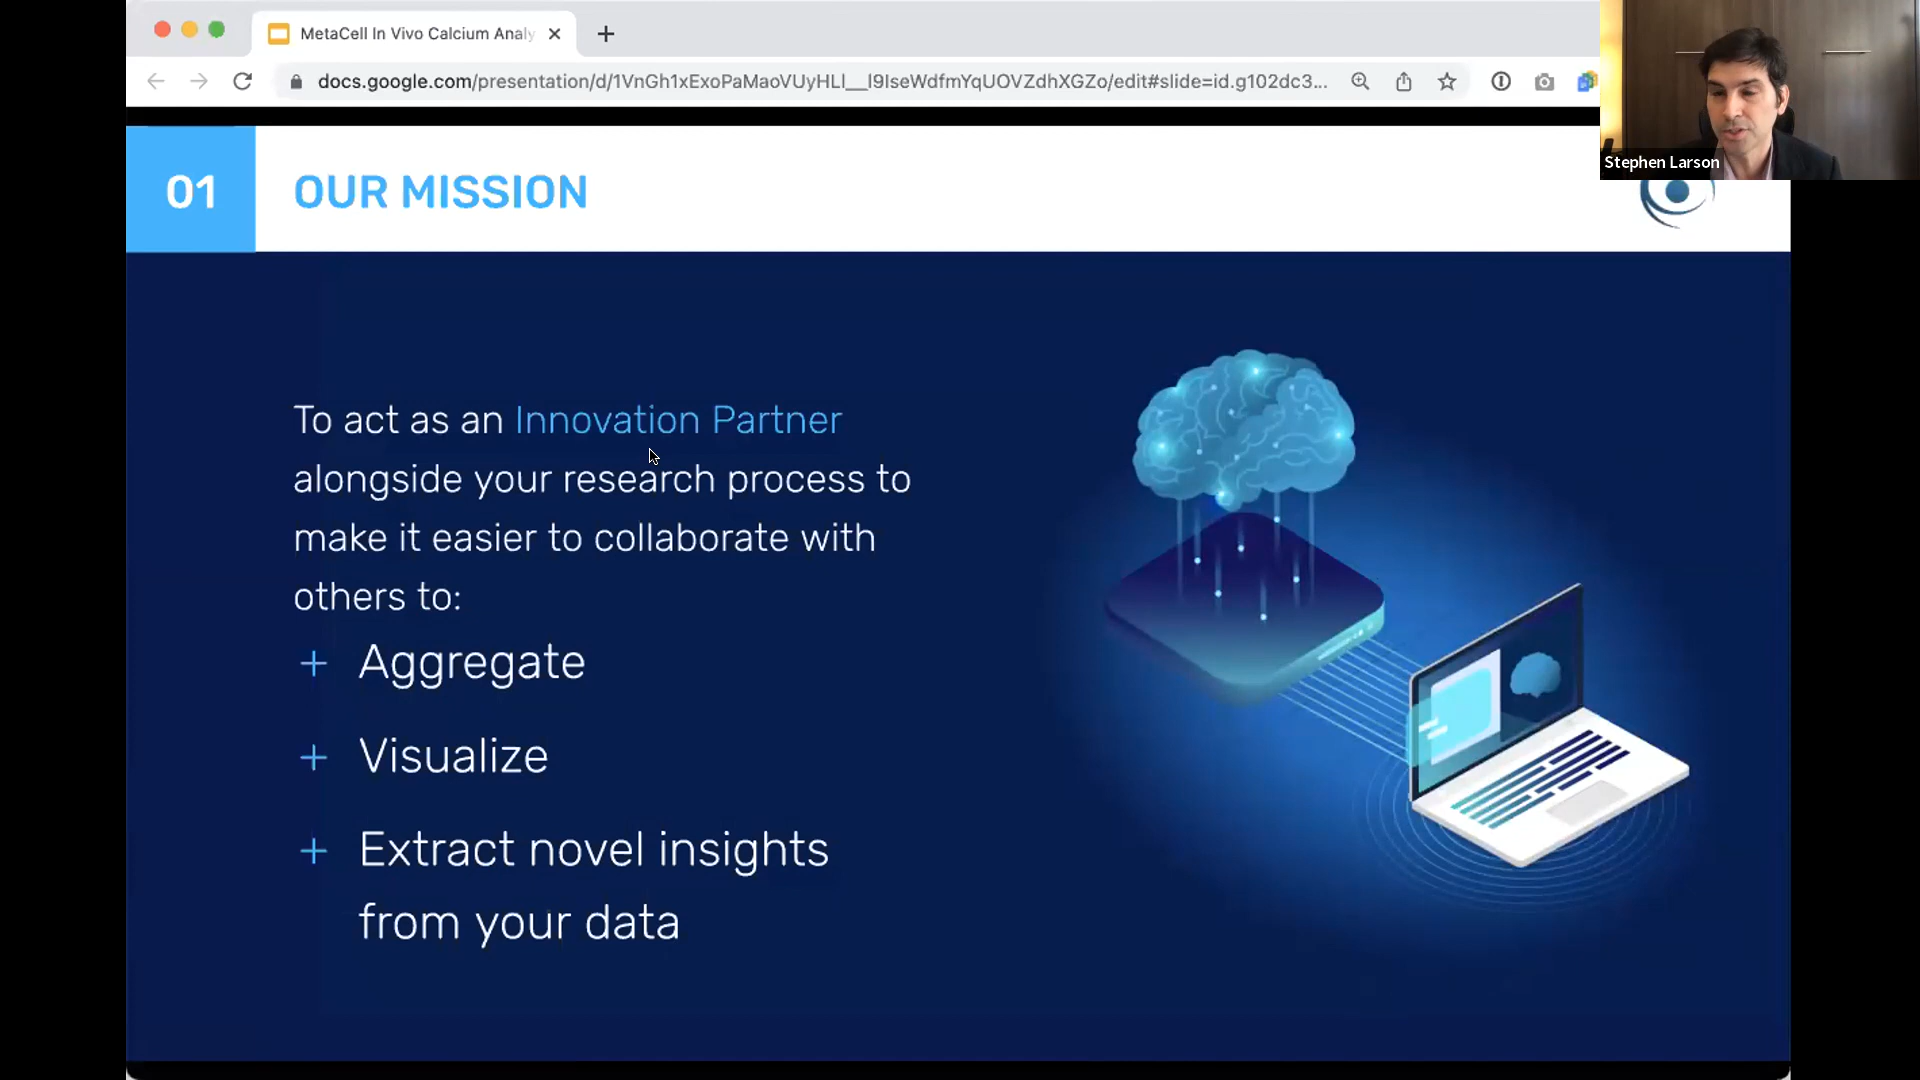 MetaCell In Vivo Calcium Analy
docs.google.com/presentation/d/1VnGh1xExoPaMaoVUyHLl__l9IseWdfmYqUOVZdhXGZo/edit#slide=id.g102dc3...
Stephen Larson
01 OUR MISSION
To act as an Innovation Partner
alongside your research process to
make it easier to collaborate with
others to:
+ Aggregate
+ Visualize
+ Extract novel insights
from your data